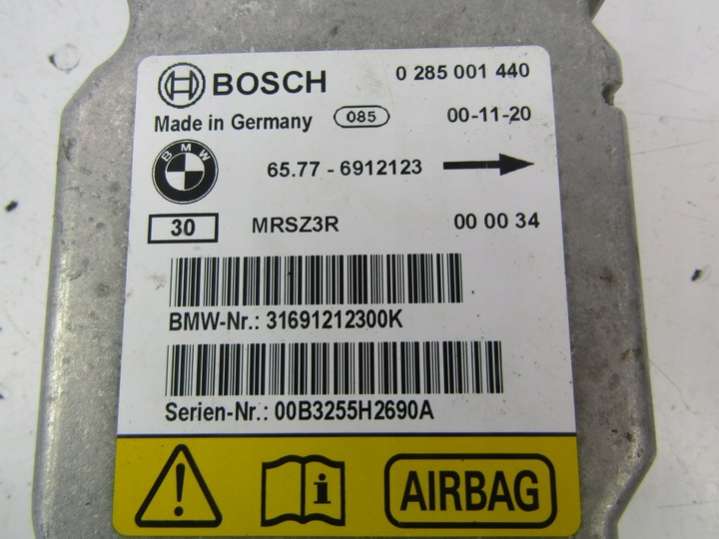 BOSCH 0 285 001 440
Made in Germany 085 00-11-20
BMW 65.77 - 6912123
30 MRSZ3R 00 00 34
BMW-Nr.: 31691212300K
Serien-Nr.: 00B3255H2690A
! i AIRBAG